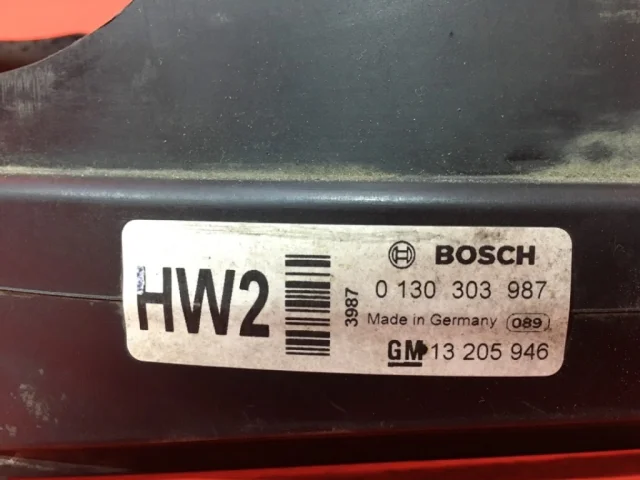 HW2
3987
BOSCH
0 130 303 987
Made in Germany 089
GM 13 205 946